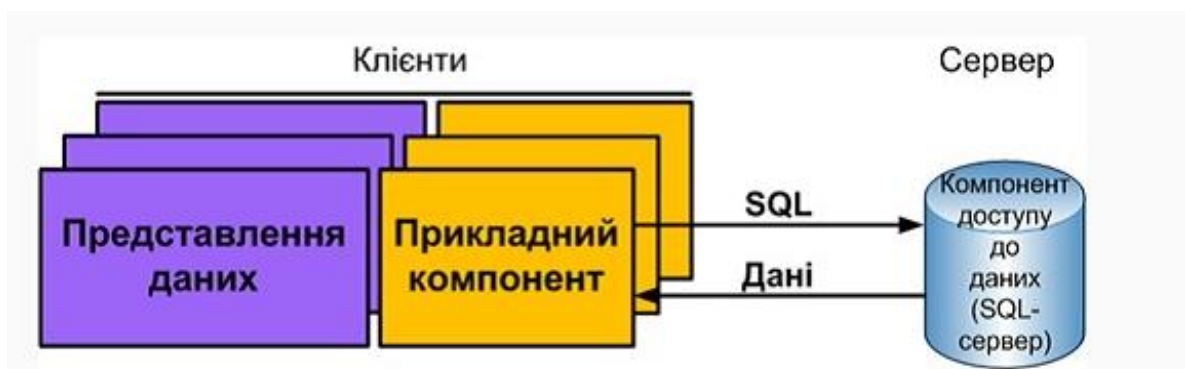 Клієнти
Сервер
Представлення
даних
Прикладний
компонент
SQL
Дані
Компонент
доступу
до
даних
(SQL-
сервер)